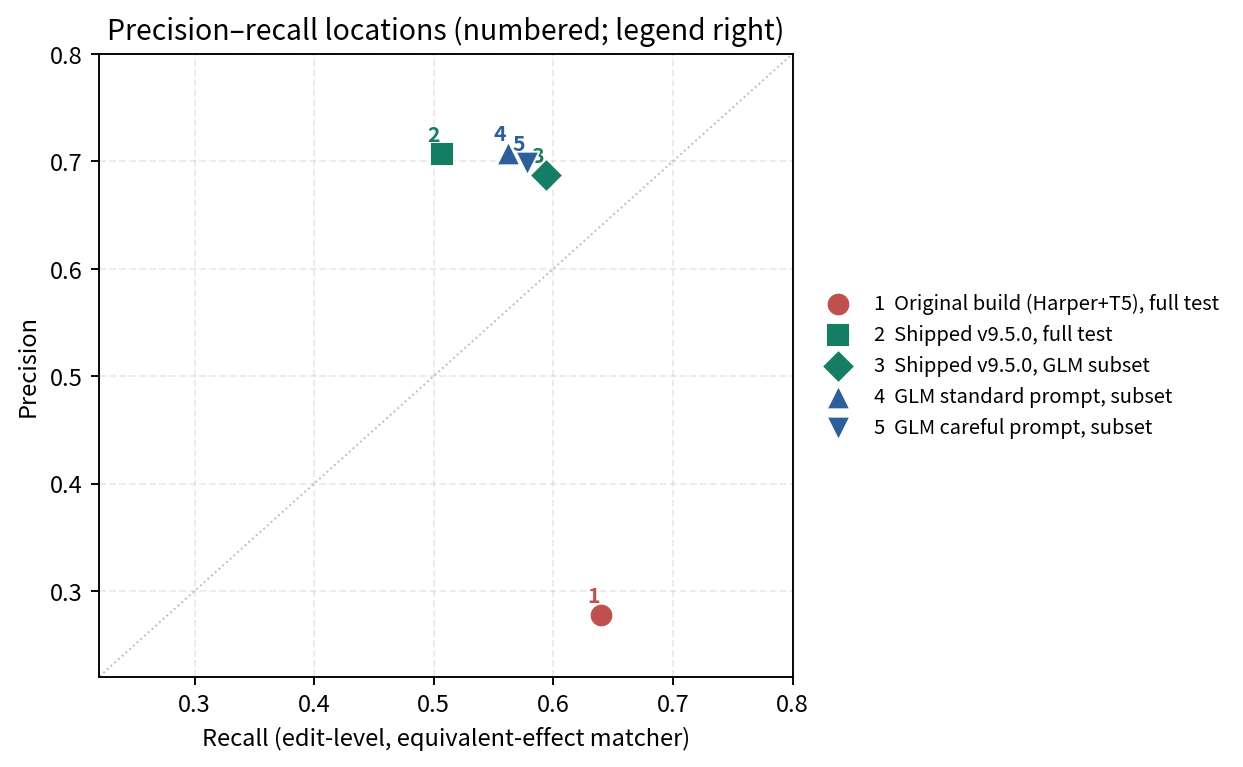 Precision–recall locations (numbered; legend right)
0.8
0.7
0.6
0.5
0.4
0.3
Precision
2
4
5
3
1
0.3 0.4 0.5 0.6 0.7 0.8
Recall (edit-level, equivalent-effect matcher)
1 Original build (Harper+T5), full test
2 Shipped v9.5.0, full test
3 Shipped v9.5.0, GLM subset
4 GLM standard prompt, subset
5 GLM careful prompt, subset